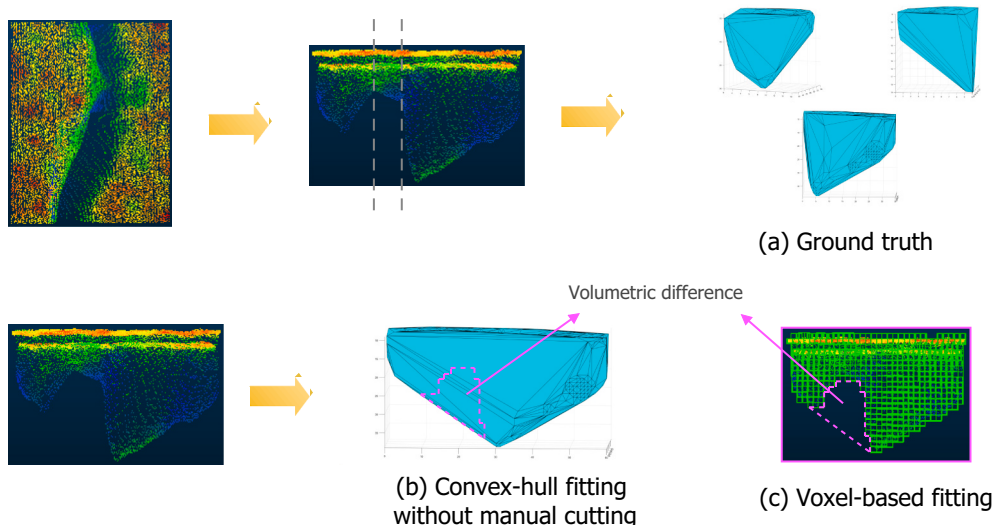 (a) Ground truth
Volumetric difference
(b) Convex-hull fitting
without manual cutting
(c) Voxel-based fitting